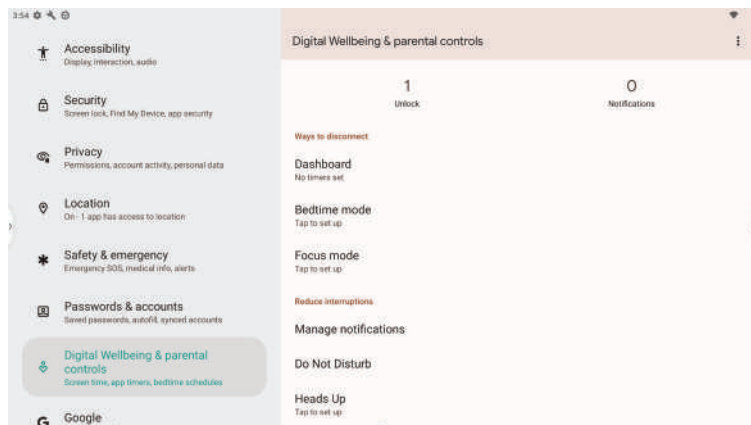 3:54
Accessibility
Display, interaction, audio
Security
Screen lock, Find My Device, app security
Privacy
Permissions, account activity, personal data
Location
On - 1 app has access to location
Safety & emergency
Emergency SOS, medical info, alerts
Passwords & accounts
Saved passwords, autofill, synced accounts
Digital Wellbeing & parental
controls
Screen time, app timers, bedtime schedules
Google
Digital Wellbeing & parental controls
1
Unlock
0
Notifications
Ways to disconnect
Dashboard
No timers set
Bedtime mode
Tap to set up
Focus mode
Tap to set up
Reduce interruptions
Manage notifications
Do Not Disturb
Heads Up
Tap to set up